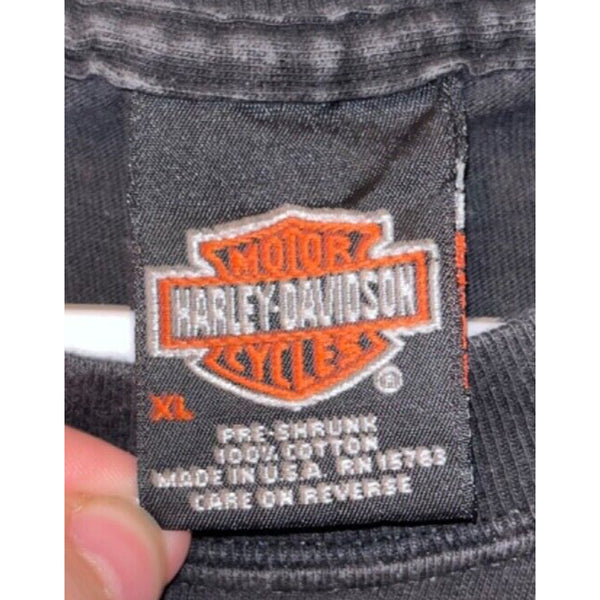 MOTOR
HARLEY-DAVIDSON
CYCLES
®
XL
PRE-SHRUNK
100% COTTON
MADE IN U.S.A. RN 15763
CARE ON REVERSE